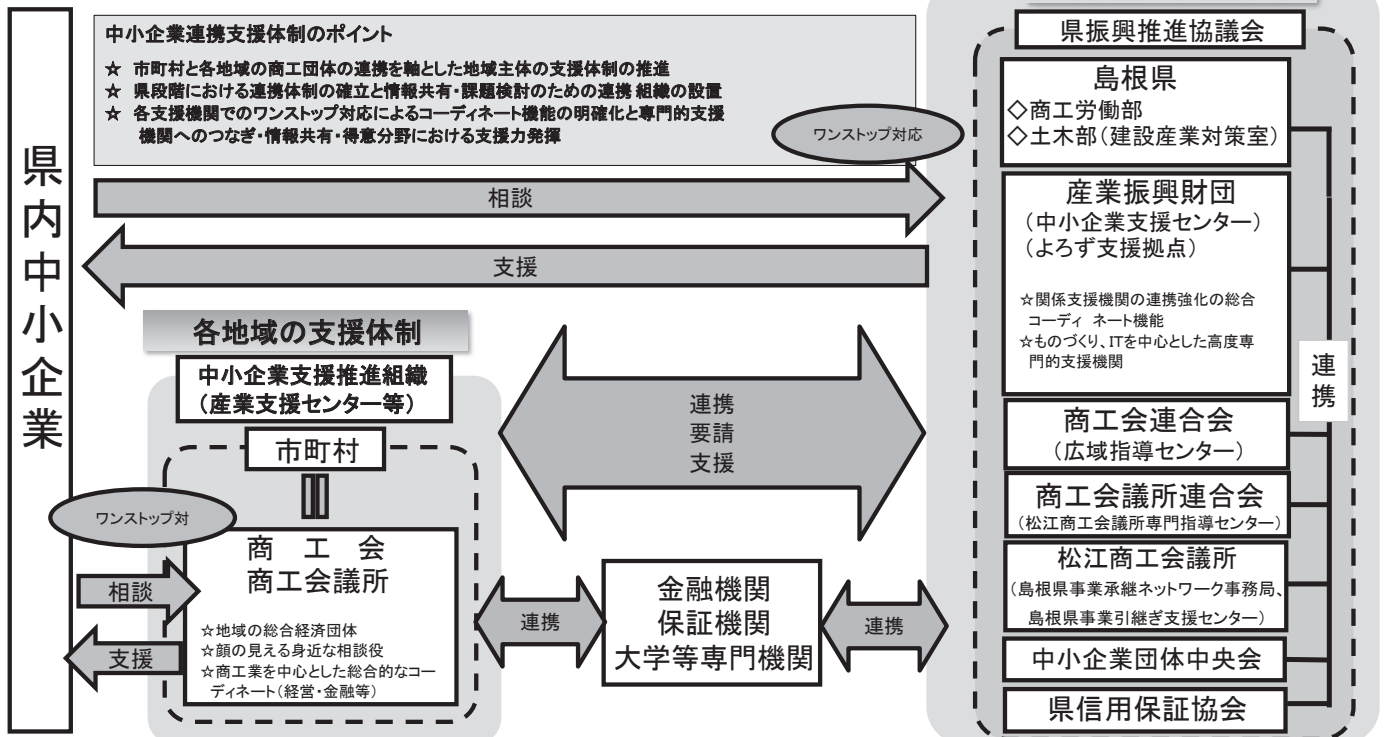 県内中小企業
中小企業連携支援体制のポイント
☆ 市町村と各地域の商工団体の連携を軸とした地域主体の支援体制の推進
☆ 県段階における連携体制の確立と情報共有・課題検討のための連携 組織の設置
☆ 各支援機関でのワンストップ対応によるコーディネート機能の明確化と専門的支援
機関へのつなぎ・情報共有・得意分野における支援力発揮
ワンストップ対応
相談
支援
各地域の支援体制
中小企業支援推進組織
(産業支援センター等)
市町村
ワンストップ対
商 工 会
商工会議所
☆地域の総合経済団体
☆顔の見える身近な相談役
☆商工業を中心とした総合的なコー
ディネート(経営・金融等)
相談
支援
連携
要請
支援
連携
金融機関
保証機関
大学等専門機関
連携
県振興推進協議会
島根県
◇商工労働部
◇土木部(建設産業対策室)
産業振興財団
(中小企業支援センター)
(よろず支援拠点)
☆関係支援機関の連携強化の総合
コーディ ネート機能
☆ものづくり、ITを中心とした高度専
門的支援機関
連携
商工会連合会
(広域指導センター)
商工会議所連合会
(松江商工会議所専門指導センター)
松江商工会議所
(島根県事業承継ネットワーク事務局、
島根県事業引継ぎ支援センター)
中小企業団体中央会
県信用保証協会